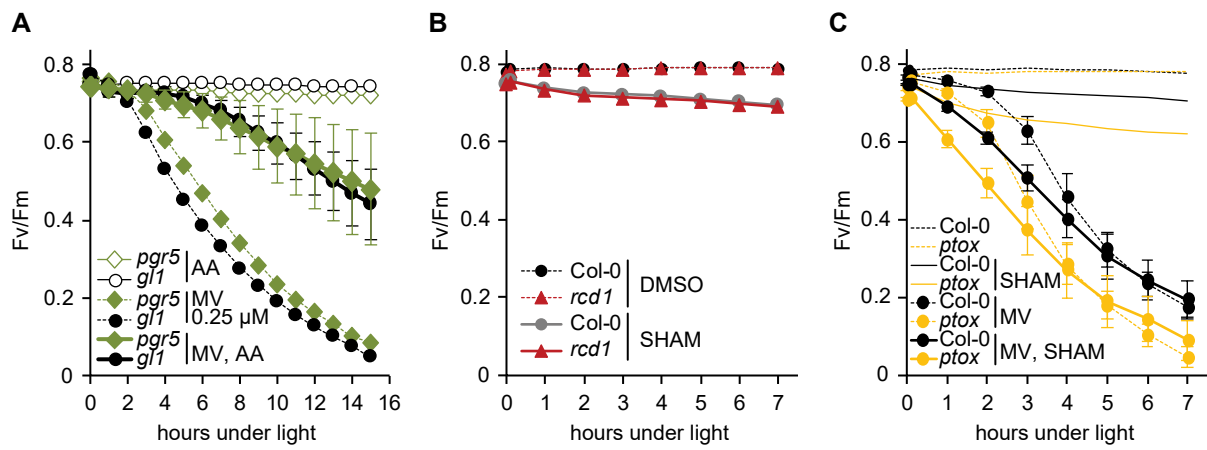 A
Fv/Fm
0.8
0.6
0.4
0.2
0
pgr5
gl1
AA
pgr5
gl1
MV
0.25 µM
pgr5
gl1
MV, AA
0 2 4 6 8 10 12 14 16
hours under light
B
Fv/Fm
0.8
0.6
0.4
0.2
0
Col-0
rcd1
DMSO
Col-0
rcd1
SHAM
0 1 2 3 4 5 6 7
hours under light
C
Fv/Fm
0.8
0.6
0.4
0.2
0
Col-0
ptox
Col-0
ptox
SHAM
Col-0
ptox
MV
Col-0
ptox
MV, SHAM
0 1 2 3 4 5 6 7
hours under light